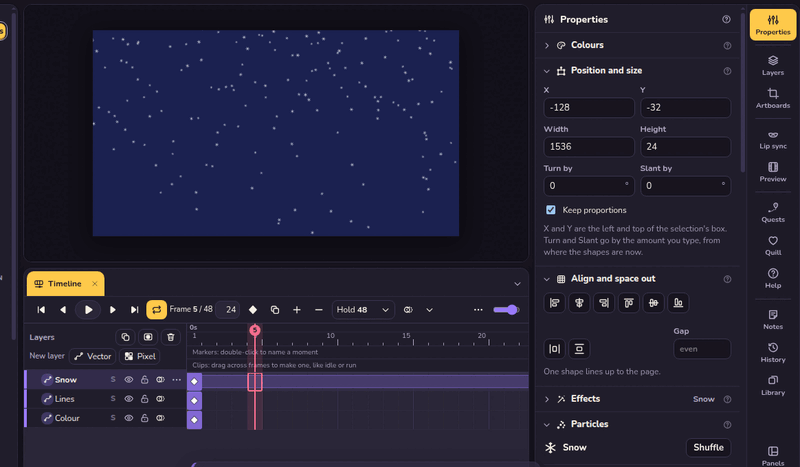 s
Properties
Properties
Colours
Position and size
Layers
X Y
-128 -32
Artboards
Width Height
1536 24
Lip sync
Turn by Slant by
0 ° 0 °
Preview
Keep proportions
Quests
X and Y are the left and top of the selection's box.
Turn and Slant go by the amount you type, from
where the shapes are now.
Quill
Align and space out
Help
Timeline
Frame 5 / 48 24 Hold 48
Notes
0s
5
1 10 20
Layers
Gap
History
New layer Vector Pixel
Markers: double-click to name a moment
even
Clips: drag across frames to make one, like idle or run
One shape lines up to the page.
Library
Snow S
Lines S
Effects Snow
Colour S
Particles
Snow Shuffle
Panels